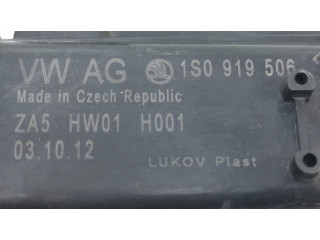 VW AG 1S0 919 506
Made in Czech Republic
ZA5 HW01 H001
03.10.12
LUKOV Plast